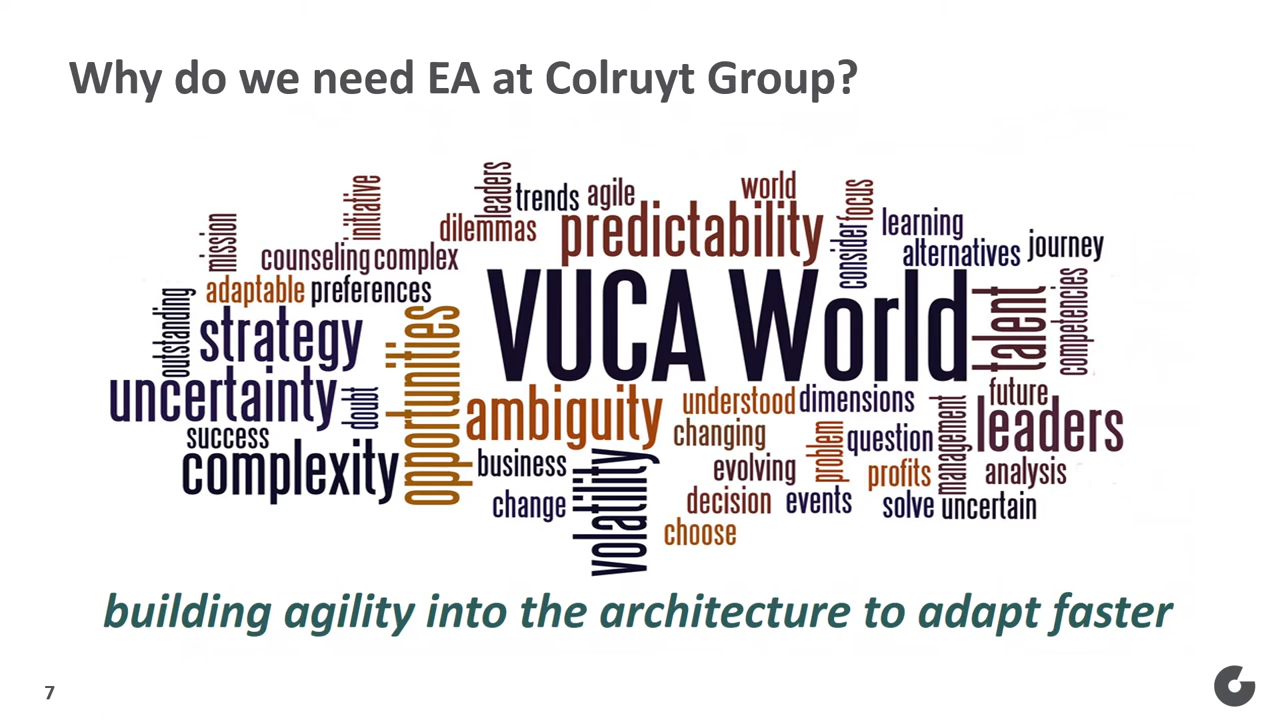 Why do we need EA at Colruyt Group?
leaders
trends
agile
world
focus
initiative
mission
dilemmas
predictability
consider
learning
counseling
complex
alternatives
journey
adaptable
preferences
VUCA World
talent
competencies
outstanding
strategy
opportunities
uncertainty
doubt
ambiguity
understood
dimensions
future
leaders
success
changing
problem
question
management
complexity
business
evolving
profits
analysis
change
volatility
decision
events
solve
uncertain
choose
building agility into the architecture to adapt faster
7